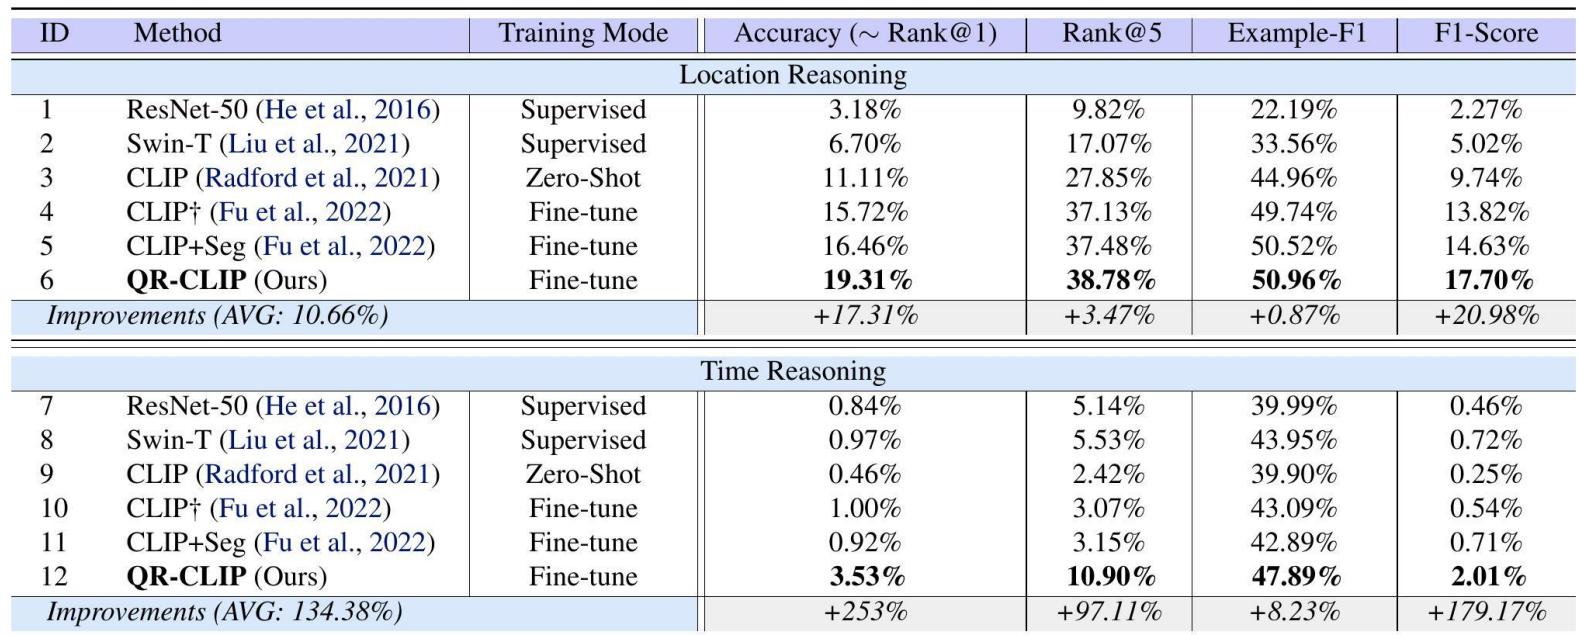 ID Method Training Mode Accuracy (∼ Rank@1) Rank@5 Example-F1 F1-Score
Location Reasoning
1 ResNet-50 (He et al., 2016) Supervised 3.18% 9.82% 22.19% 2.27%
2 Swin-T (Liu et al., 2021) Supervised 6.70% 17.07% 33.56% 5.02%
3 CLIP (Radford et al., 2021) Zero-Shot 11.11% 27.85% 44.96% 9.74%
4 CLIP† (Fu et al., 2022) Fine-tune 15.72% 37.13% 49.74% 13.82%
5 CLIP+Seg (Fu et al., 2022) Fine-tune 16.46% 37.48% 50.52% 14.63%
6 QR-CLIP (Ours) Fine-tune 19.31% 38.78% 50.96% 17.70%
Improvements (AVG: 10.66%) +17.31% +3.47% +0.87% +20.98%
Time Reasoning
7 ResNet-50 (He et al., 2016) Supervised 0.84% 5.14% 39.99% 0.46%
8 Swin-T (Liu et al., 2021) Supervised 0.97% 5.53% 43.95% 0.72%
9 CLIP (Radford et al., 2021) Zero-Shot 0.46% 2.42% 39.90% 0.25%
10 CLIP† (Fu et al., 2022) Fine-tune 1.00% 3.07% 43.09% 0.54%
11 CLIP+Seg (Fu et al., 2022) Fine-tune 0.92% 3.15% 42.89% 0.71%
12 QR-CLIP (Ours) Fine-tune 3.53% 10.90% 47.89% 2.01%
Improvements (AVG: 134.38%) +253% +97.11% +8.23% +179.17%